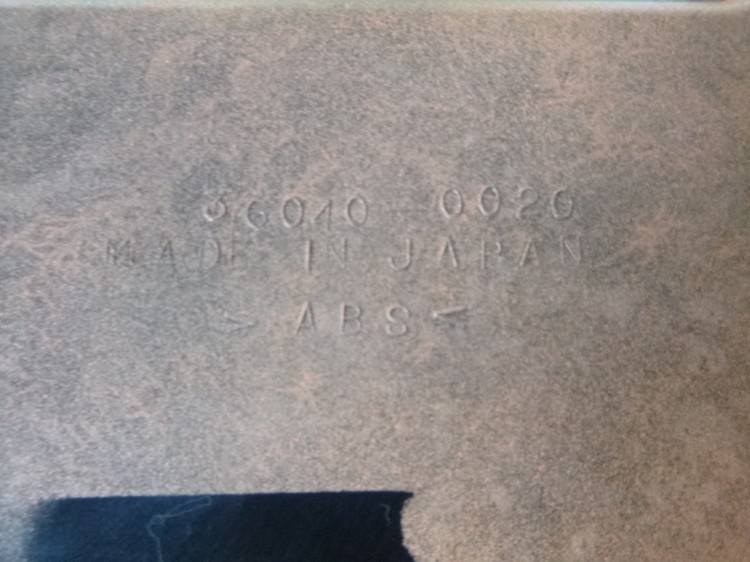 36040-0020
MADE IN JAPAN
> ABS <